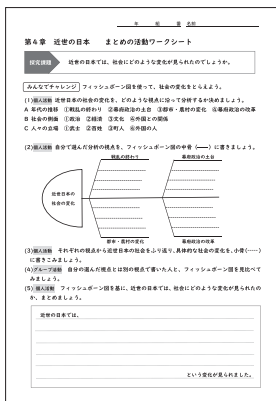 年　組　番　名前
第4章　近世の日本　まとめの活動ワークシート
探究課題　近世の日本では、社会にどのような変化が見られたのでしょうか。
みんなでチャレンジ　フィッシュボーン図を使って、社会の変化をとらえよう。
(1)個人活動　近世日本の社会の変化を、どのような視点に沿って分析するか決めましょう。
A 年代の推移　①戦乱の終わり　②幕府政治の土台　③都市・農村の変化　④幕府政治の改革
B 社会の側面　①政治　②経済　③文化　④外国との関係
C 人々の立場　①武士　②百姓　③町人　④外国の人
(2)個人活動　自分で選んだ分析の視点を、フィッシュボーン図の中骨（――）に書きましょう。
戦乱の終わり　幕府政治の土台
近世日本の
社会の変化
都市・農村の変化　幕府政治の改革
(3)個人活動　それぞれの視点から近世日本の社会をふり返り、具体的な社会の変化を、小骨（……）
に書きこみましょう。
(4)グループ活動　自分の選んだ視点とは別の視点で書いた人と、フィッシュボーン図を見比べて
みましょう。
(5)個人活動　フィッシュボーン図を基に、近世の日本では、社会にどのような変化が見られたの
か、まとめましょう。
近世の日本では、
という変化が見られました。